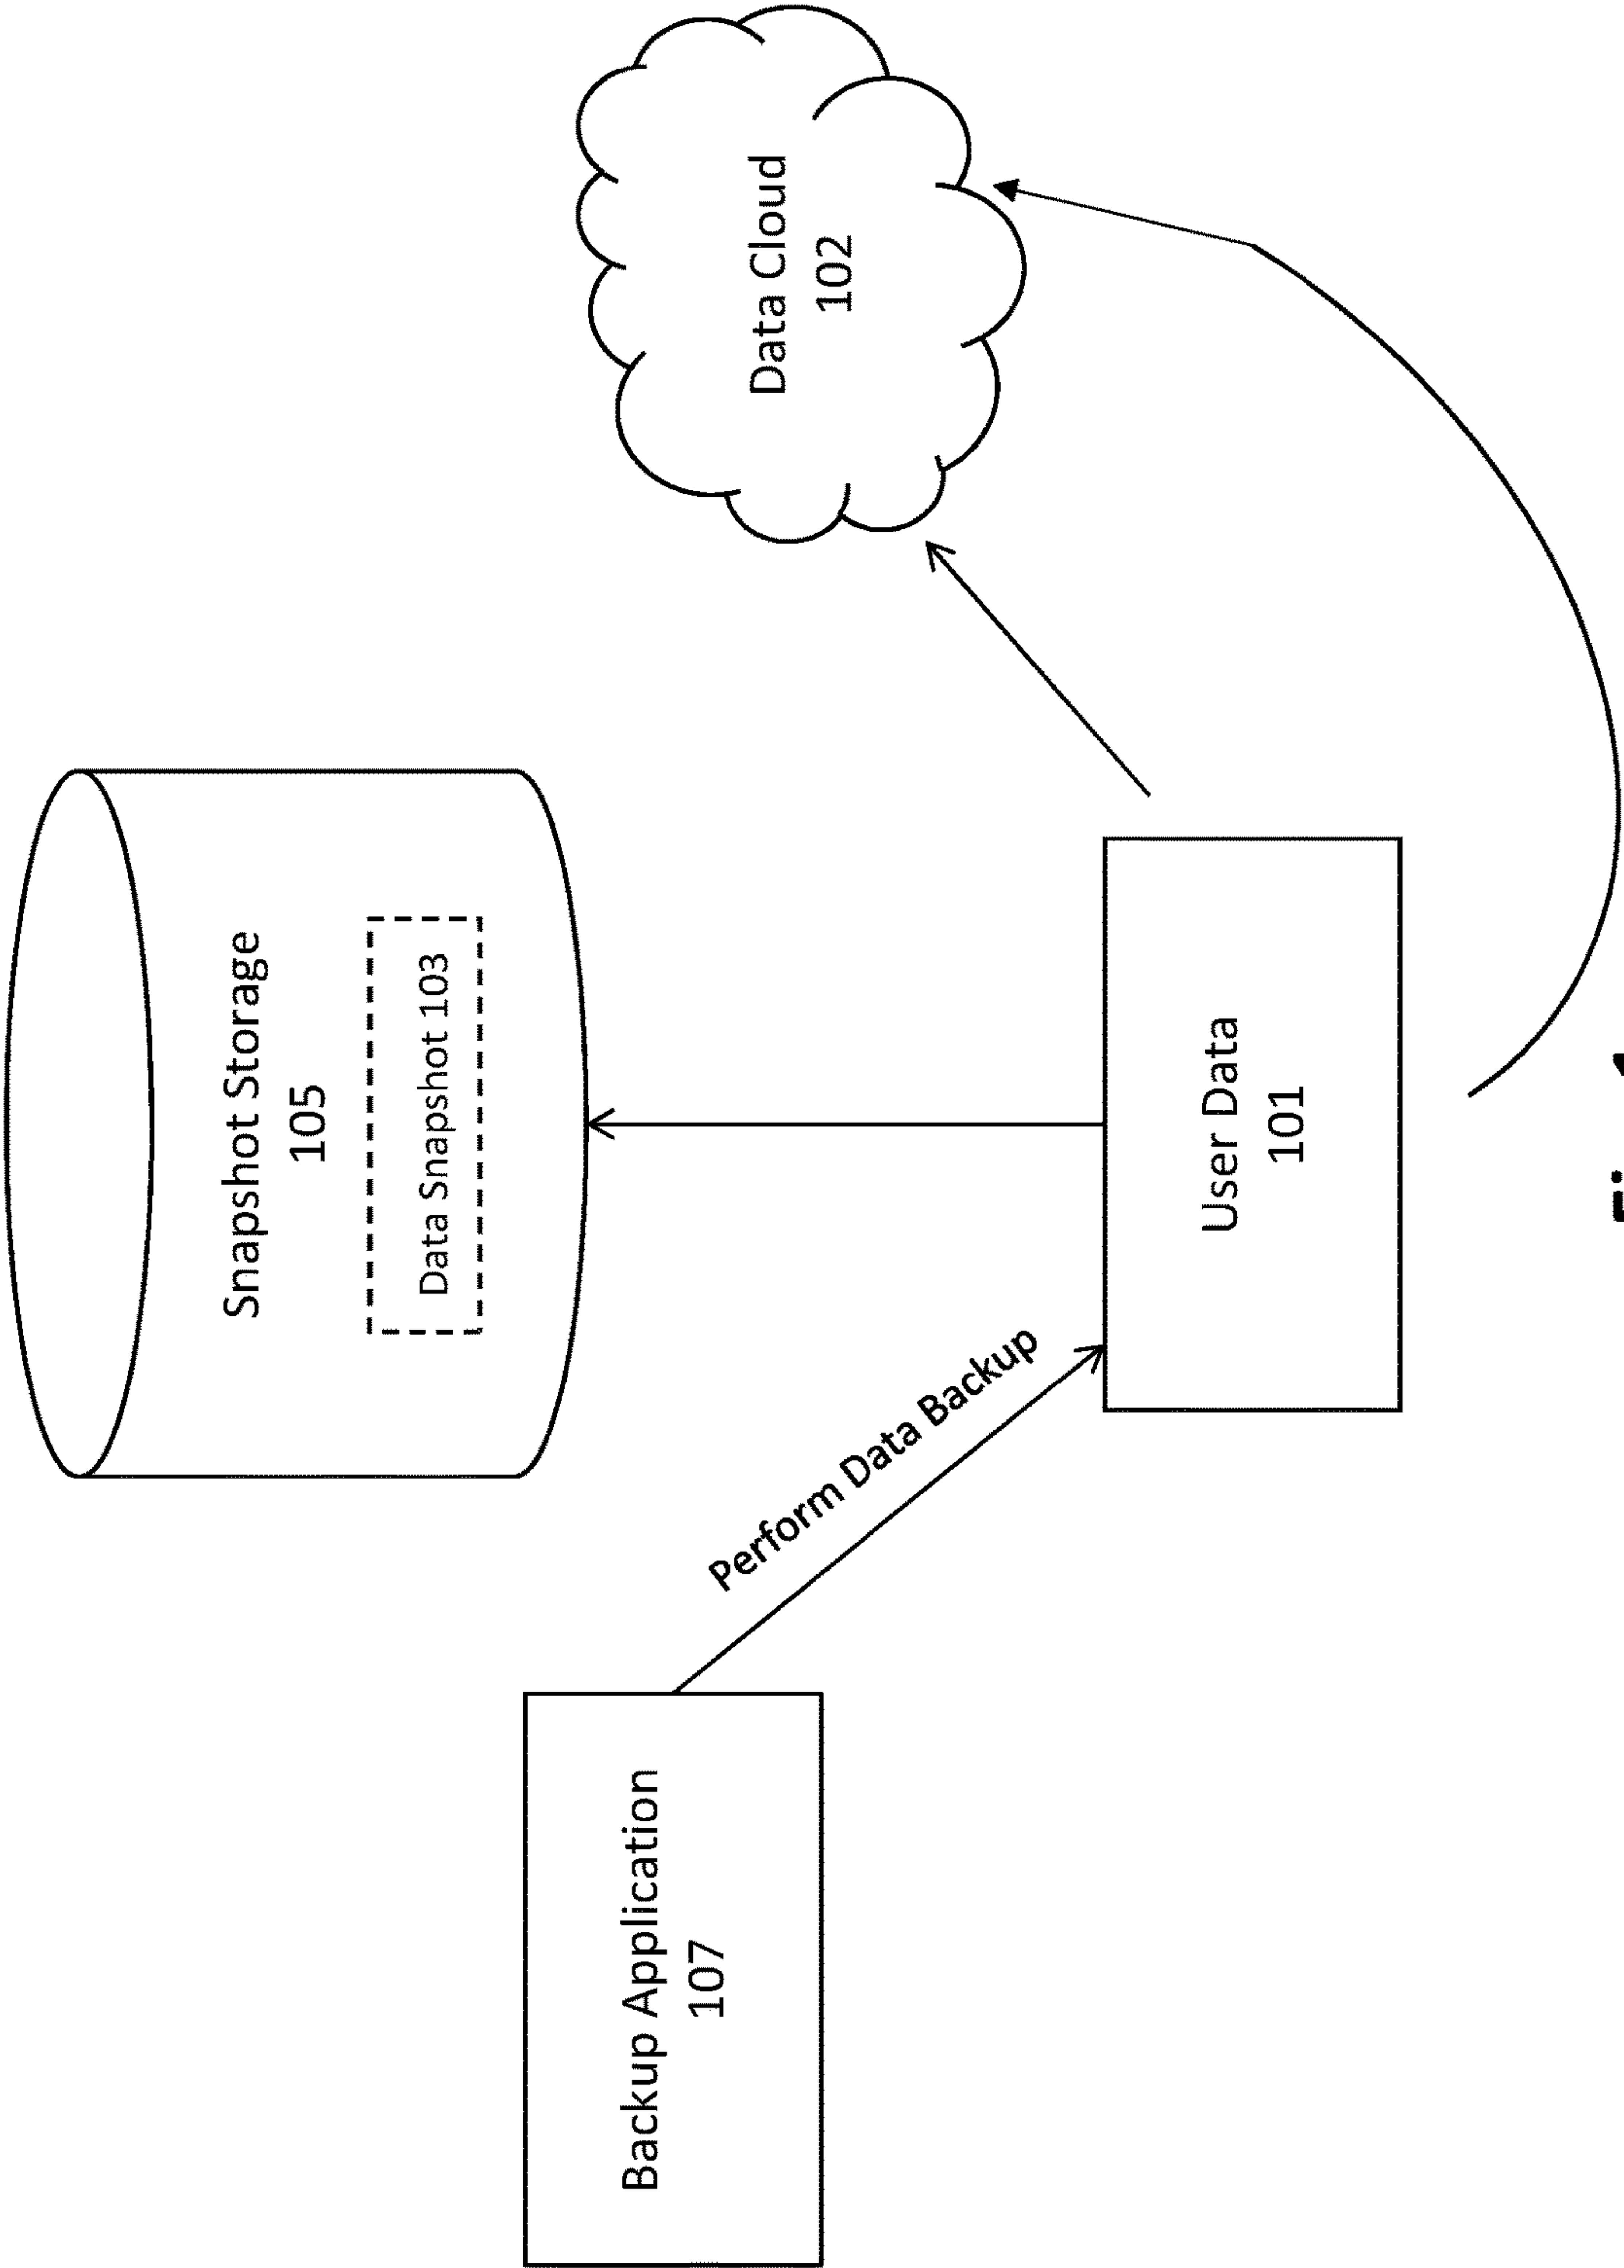 Snapshot Storage
105
Data Snapshot 103
Data Cloud
102
Perform Data Backup
Backup Application
107
User Data
101